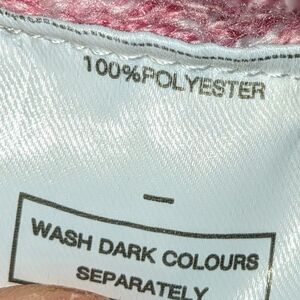 100%POLYESTER
–
WASH DARK COLOURS
SEPARATELY